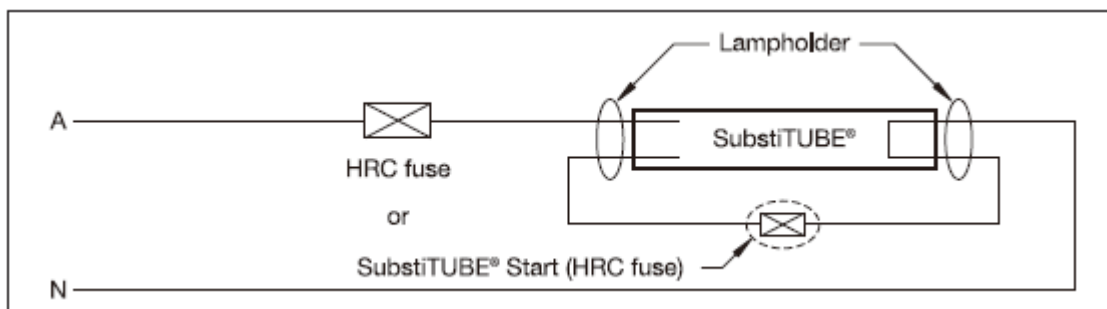 Lampholder
A
SubstiTUBE®
HRC fuse
or
SubstiTUBE® Start (HRC fuse)
N